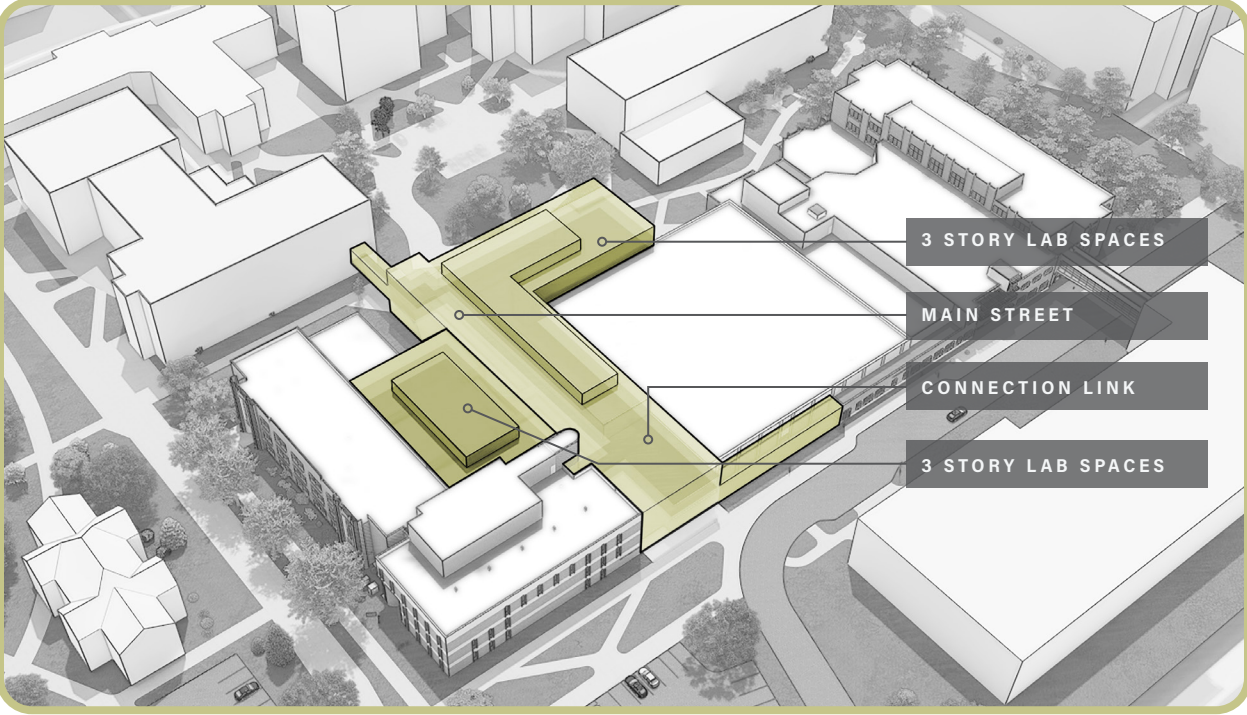 3 STORY LAB SPACES
MAIN STREET
CONNECTION LINK
3 STORY LAB SPACES